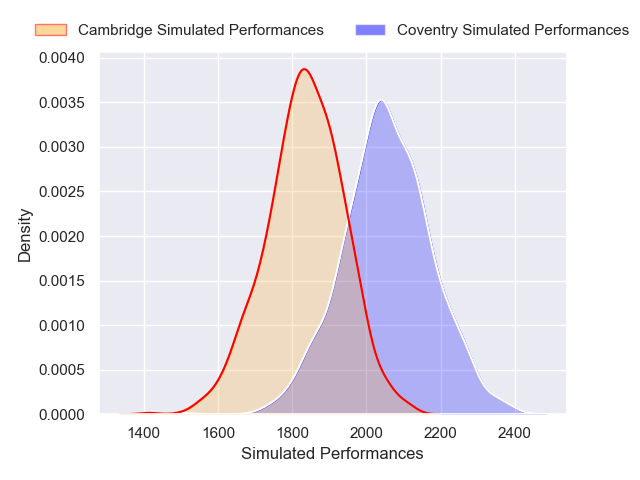 Cambridge Simulated Performances Coventry Simulated Performances
0.0040
0.0035
0.0030
0.0025
0.0020
0.0015
0.0010
0.0005
0.0000
Density
1400 1600 1800 2000 2200 2400
Simulated Performances